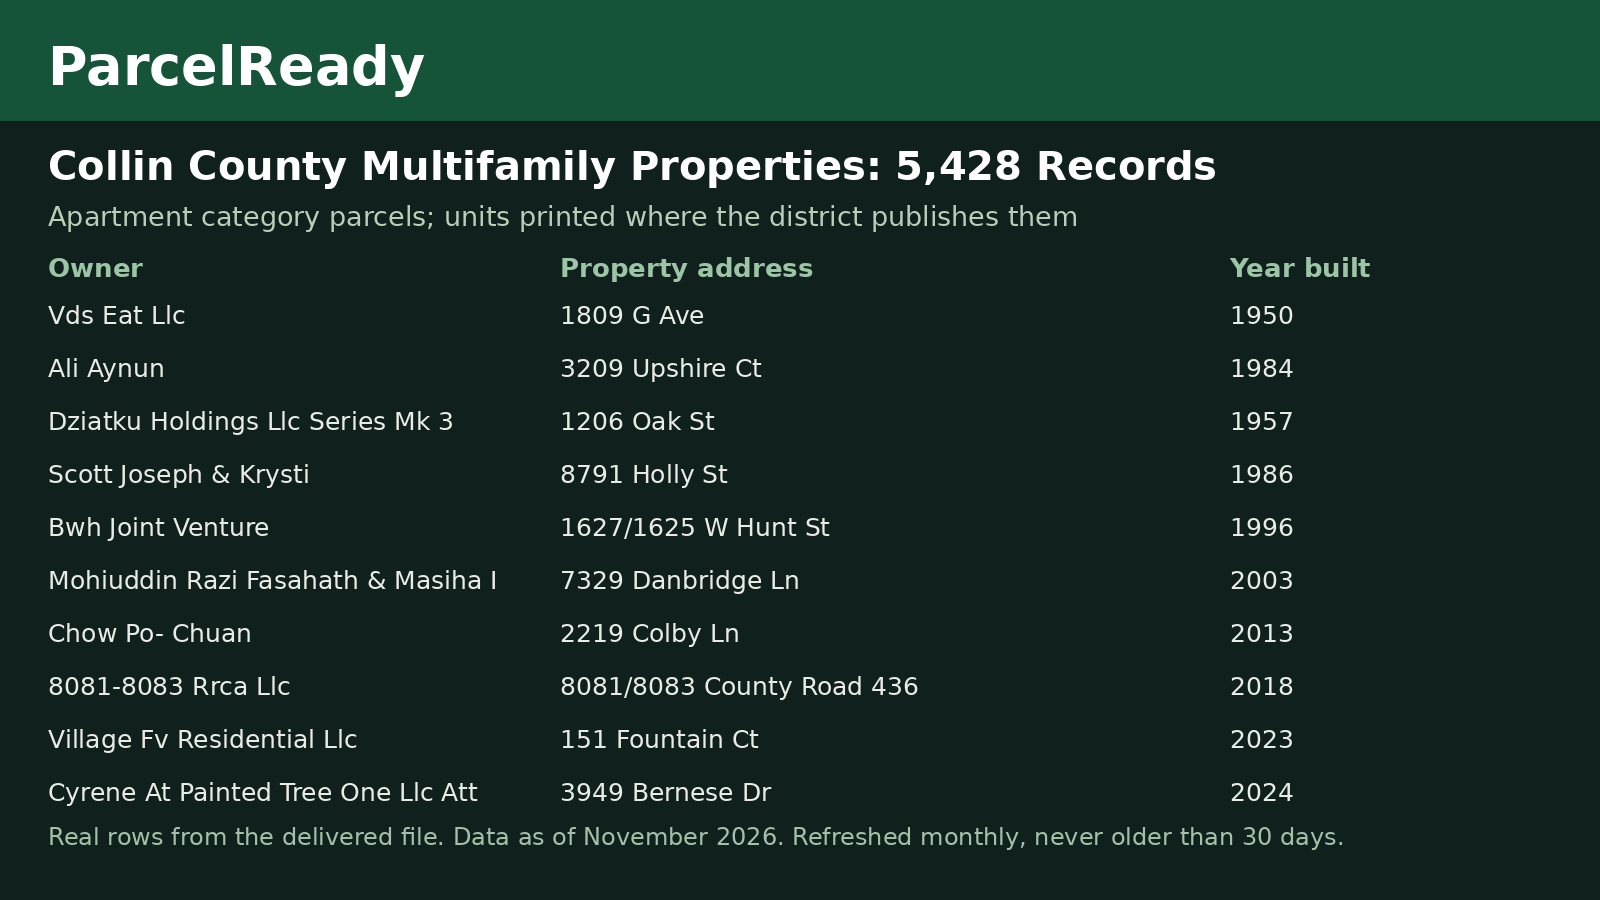 ParcelReady
Collin County Multifamily Properties: 5,428 Records
Apartment category parcels; units printed where the district publishes them
Owner Property address Year built
Vds Eat Llc 1809 G Ave 1950
Ali Aynun 3209 Upshire Ct 1984
Dziatku Holdings Llc Series Mk 3 1206 Oak St 1957
Scott Joseph & Krysti 8791 Holly St 1986
Bwh Joint Venture 1627/1625 W Hunt St 1996
Mohiuddin Razi Fasahath & Masiha I 7329 Danbridge Ln 2003
Chow Po- Chuan 2219 Colby Ln 2013
8081-8083 Rrca Llc 8081/8083 County Road 436 2018
Village Fv Residential Llc 151 Fountain Ct 2023
Cyrene At Painted Tree One Llc Att 3949 Bernese Dr 2024
Real rows from the delivered file. Data as of November 2026. Refreshed monthly, never older than 30 days.